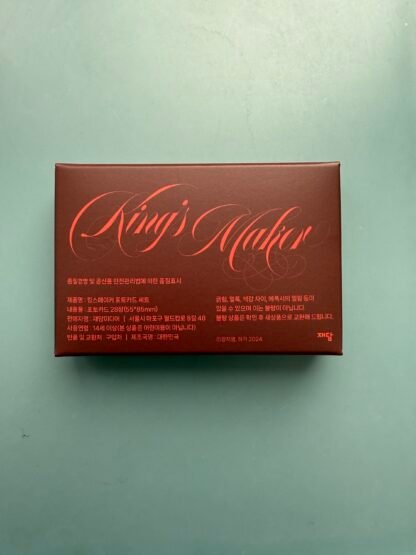 King's Maker
품질경영 및 공산품 안전관리법에 의한 품질표시
제품명 : 킹스메이커 포토카드 세트
내용물 : 포토카드 28장(55*85mm)
판매자명 : 재담미디어 | 서울시 마포구 월드컵로 8길 48
사용연령 : 14세 이상(본 상품은 어린이용이 아닙니다)
반품 및 교환처 : 구입처 | 제조국명 : 대한민국
긁힘, 얼룩, 색감 차이, 에폭시의 찍힘 등이
있을 수 있으며 이는 불량이 아닙니다.
불량 상품은 확인 후 새상품으로 교환해 드립니다.
2024
재담